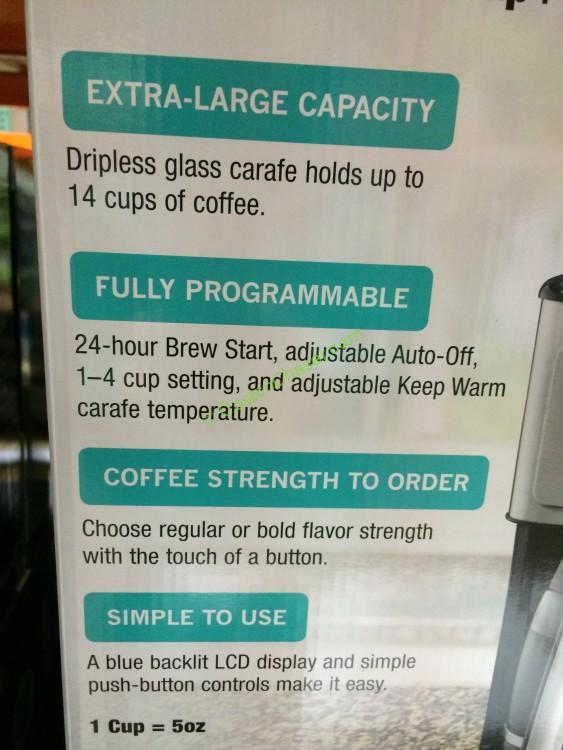 EXTRA-LARGE CAPACITY
Dripless glass carafe holds up to
14 cups of coffee.
FULLY PROGRAMMABLE
24-hour Brew Start, adjustable Auto-Off,
1–4 cup setting, and adjustable Keep Warm
carafe temperature.
COFFEE STRENGTH TO ORDER
Choose regular or bold flavor strength
with the touch of a button.
SIMPLE TO USE
A blue backlit LCD display and simple
push-button controls make it easy.
1 Cup = 5oz